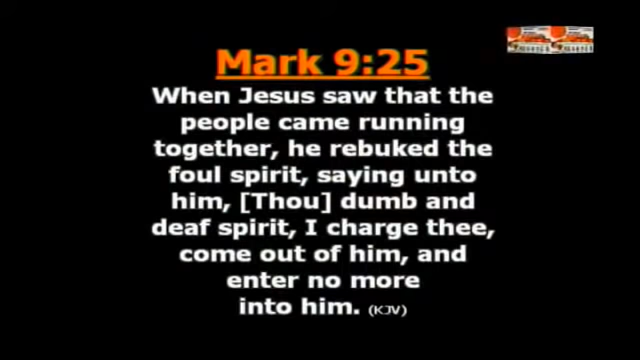 Mark 9:25
When Jesus saw that the
people came running
together, he rebuked the
foul spirit, saying unto
him, [Thou] dumb and
deaf spirit, I charge thee,
come out of him, and
enter no more
into him. (KJV)